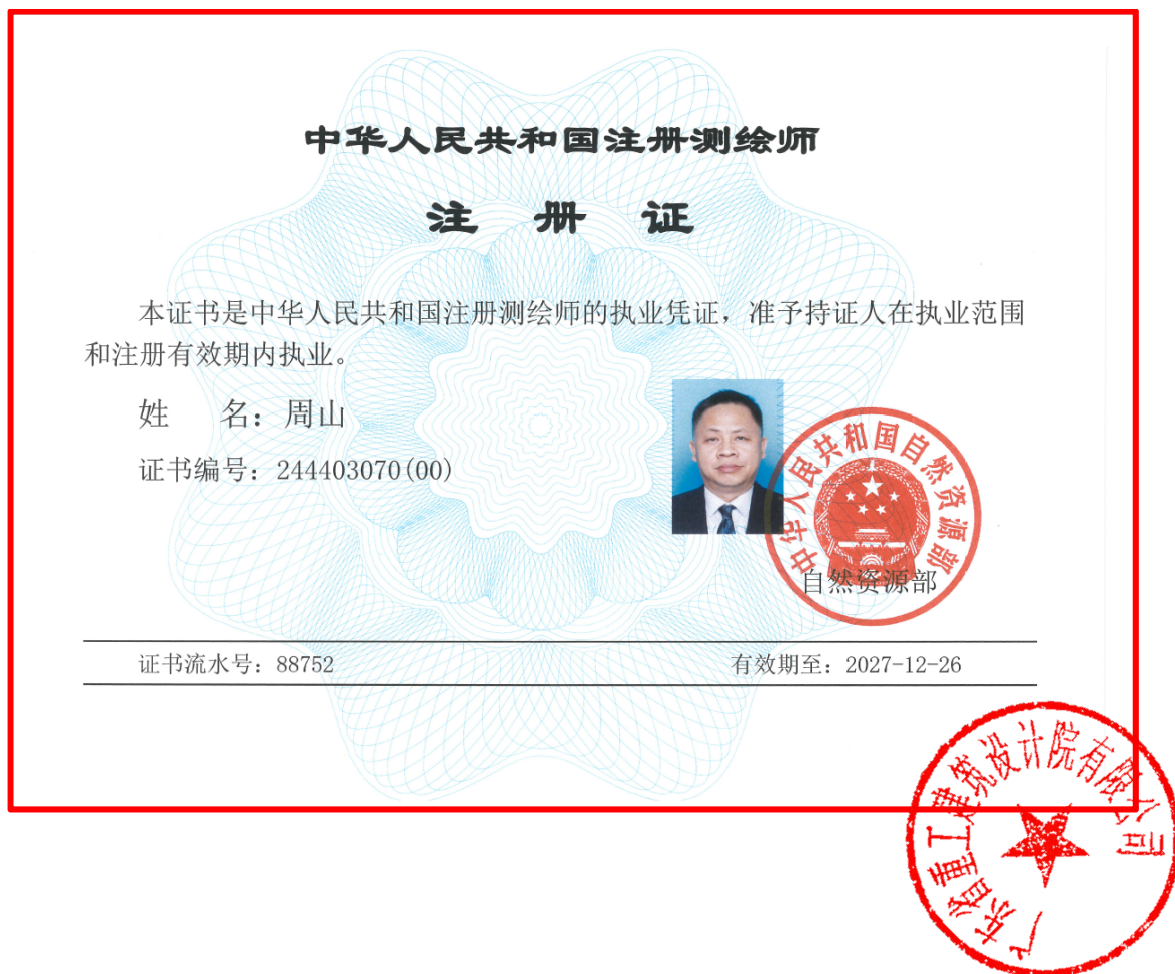 中华人民共和国注册测绘师
注 册 证
本证书是中华人民共和国注册测绘师的执业凭证，准予持证人在执业范围
和注册有效期内执业。
姓 名：周山
证书编号：244403070(00)
中华人民共和国自然资源部
自然资源部
证书流水号：88752
有效期至：2027-12-26
广东省重工建筑设计院有限公司